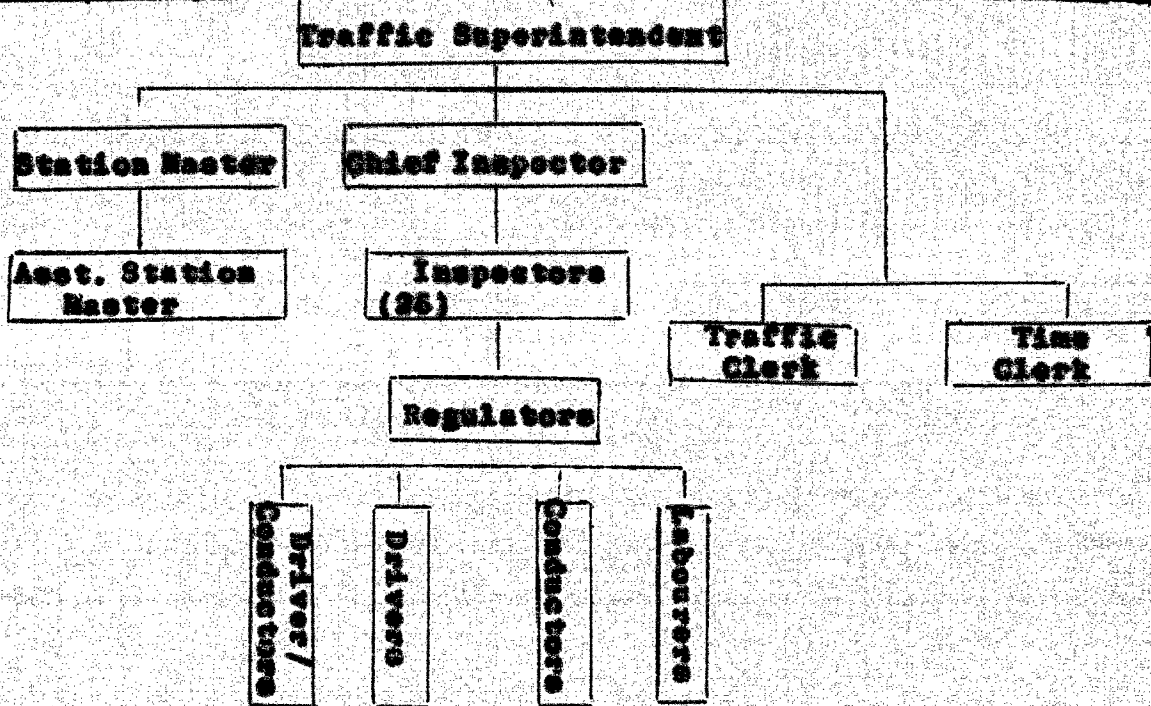 Traffic Superintendent
Station Master
Chief Inspector
Asst. Station
Master
Inspectors
(25)
Traffic
Clerk
Time
Clerk
Regulators
Driver/
Conductors
Drivers
Conductors
Labourers